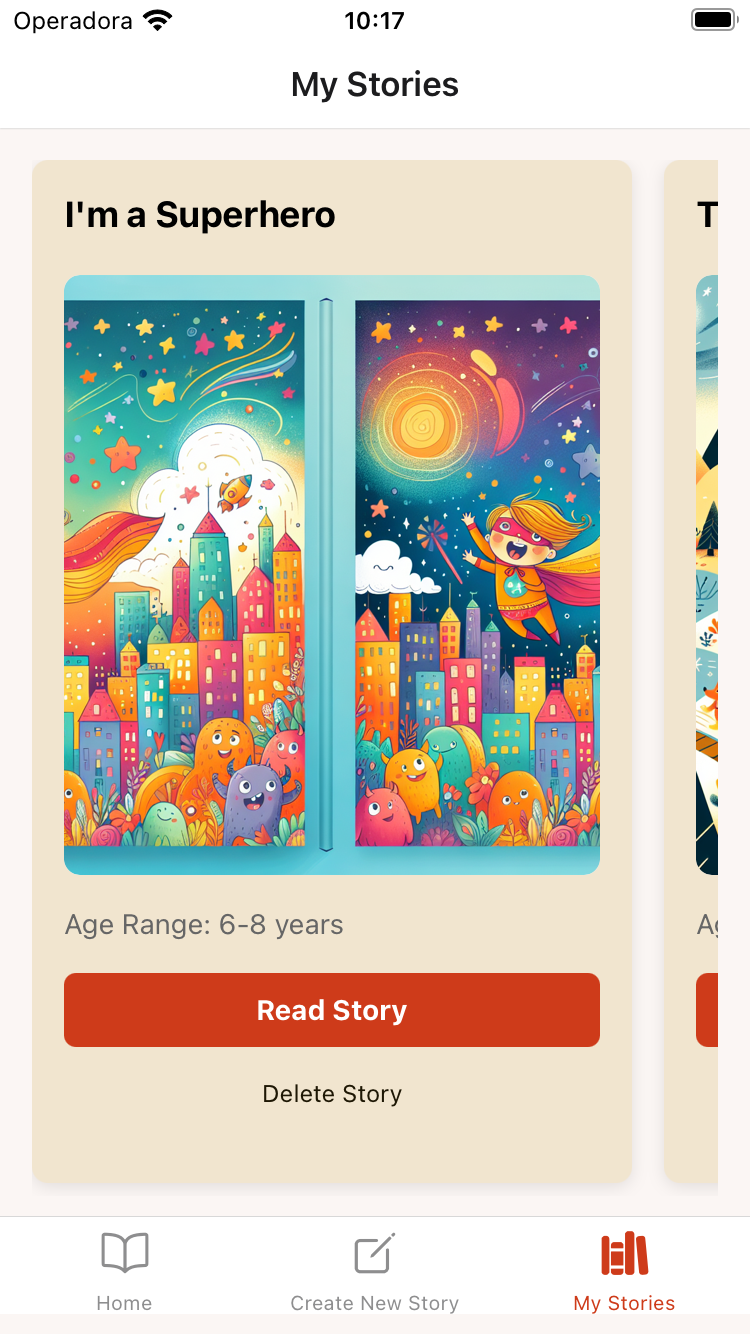 Operadora 10:17
My Stories
I'm a Superhero
Age Range: 6-8 years
Read Story
Delete Story
Home
Create New Story
My Stories